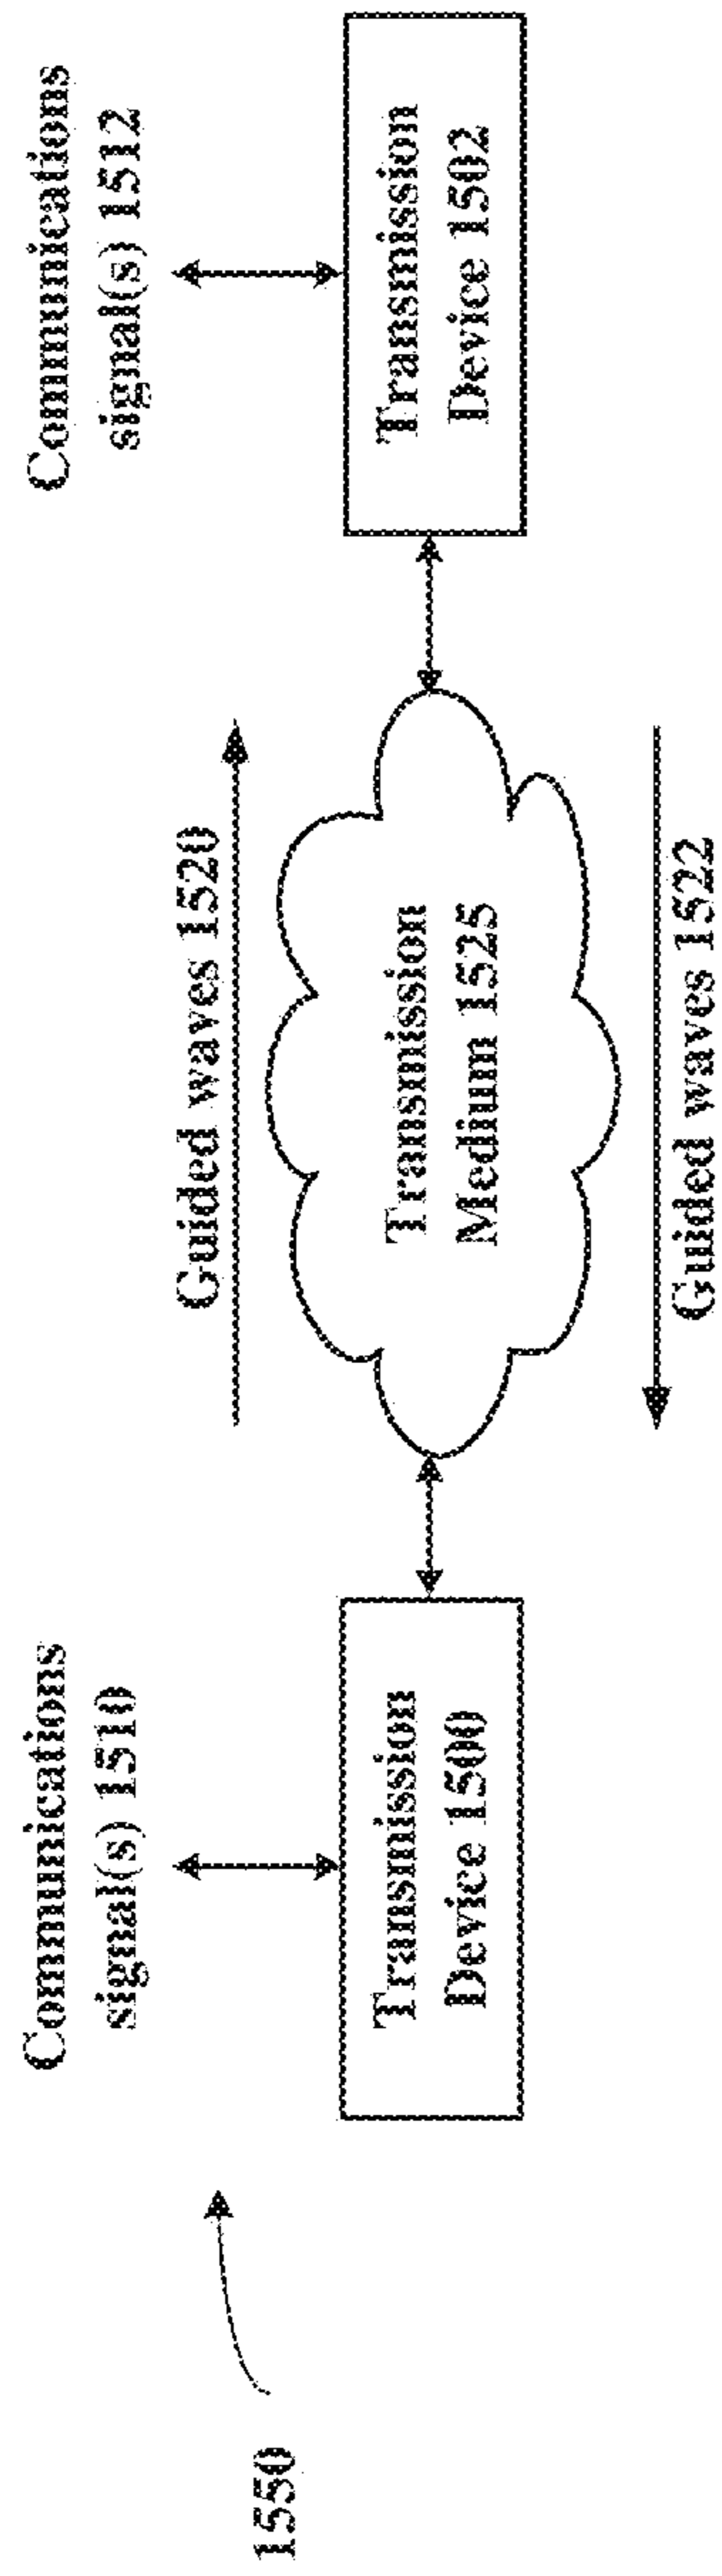 1550
Communications
signal(s) 1510
Transmission
Device 1500
Guided waves 1520
Transmission
Medium 1525
Guided waves 1522
Communications
signal(s) 1512
Transmission
Device 1502